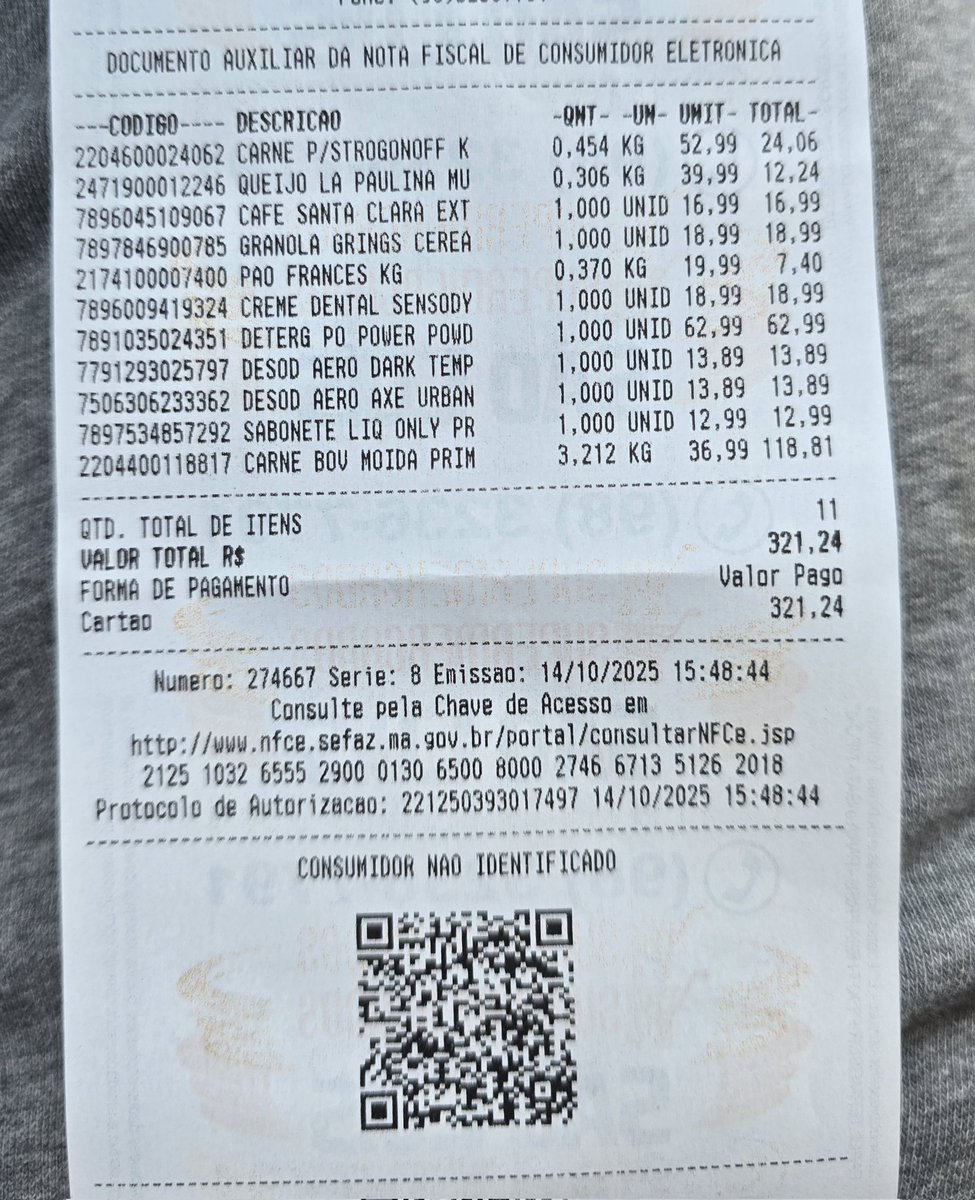 DOCUMENTO AUXILIAR DA NOTA FISCAL DE CONSUMIDOR ELETRONICA
---CODIGO---- DESCRICAO -QNT- -UN- UNIT- TOTAL-
2204600024062 CARNE P/STROGONOFF K 0,454 KG 52,99 24,06
2471900012246 QUEIJO LA PAULINA MU 0,306 KG 39,99 12,24
7896045109067 CAFE SANTA CLARA EXT 1,000 UNID 16,99 16,99
7897846900785 GRANOLA GRINGS CEREA 1,000 UNID 18,99 18,99
2174100007400 PAO FRANCES KG 0,370 KG 19,99 7,40
7896009419324 CREME DENTAL SENSODY 1,000 UNID 18,99 18,99
7891035024351 DETERG PO POWER POWD 1,000 UNID 62,99 62,99
7791293025797 DESOD AERO DARK TEMP 1,000 UNID 13,89 13,89
7506306233362 DESOD AERO AXE URBAN 1,000 UNID 13,89 13,89
7897534857292 SABONETE LIQ ONLY PR 1,000 UNID 12,99 12,99
2204400118817 CARNE BOV MOIDA PRIM 3,212 KG 36,99 118,81
QTD. TOTAL DE ITENS 11
VALOR TOTAL R$ 321,24
FORMA DE PAGAMENTO Valor Pago
Cartao 321,24
Numero: 274667 Serie: 8 Emissao: 14/10/2025 15:48:44
Consulte pela Chave de Acesso em
http://www.nfce.sefaz.ma.gov.br/portal/consultarNFCe.jsp
2125 1032 6555 2900 0130 6500 8000 2746 6713 5126 2018
Protocolo de Autorizacao: 221250393017497 14/10/2025 15:48:44
CONSUMIDOR NAO IDENTIFICADO